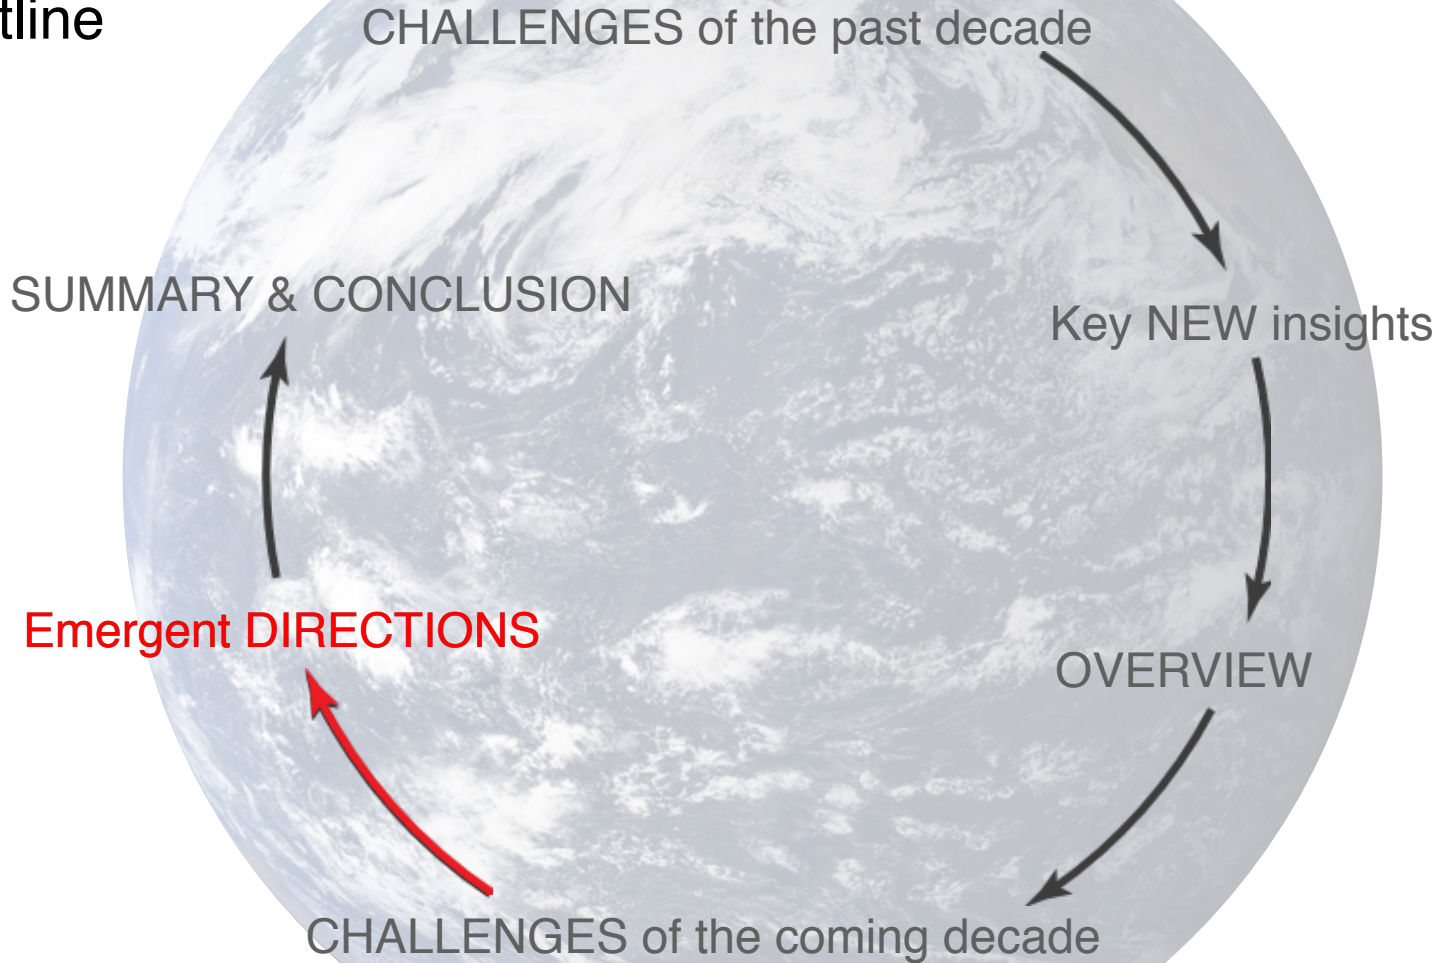 tline
CHALLENGES of the past decade
Key NEW insights
OVERVIEW
CHALLENGES of the coming decade
Emergent DIRECTIONS
SUMMARY & CONCLUSION